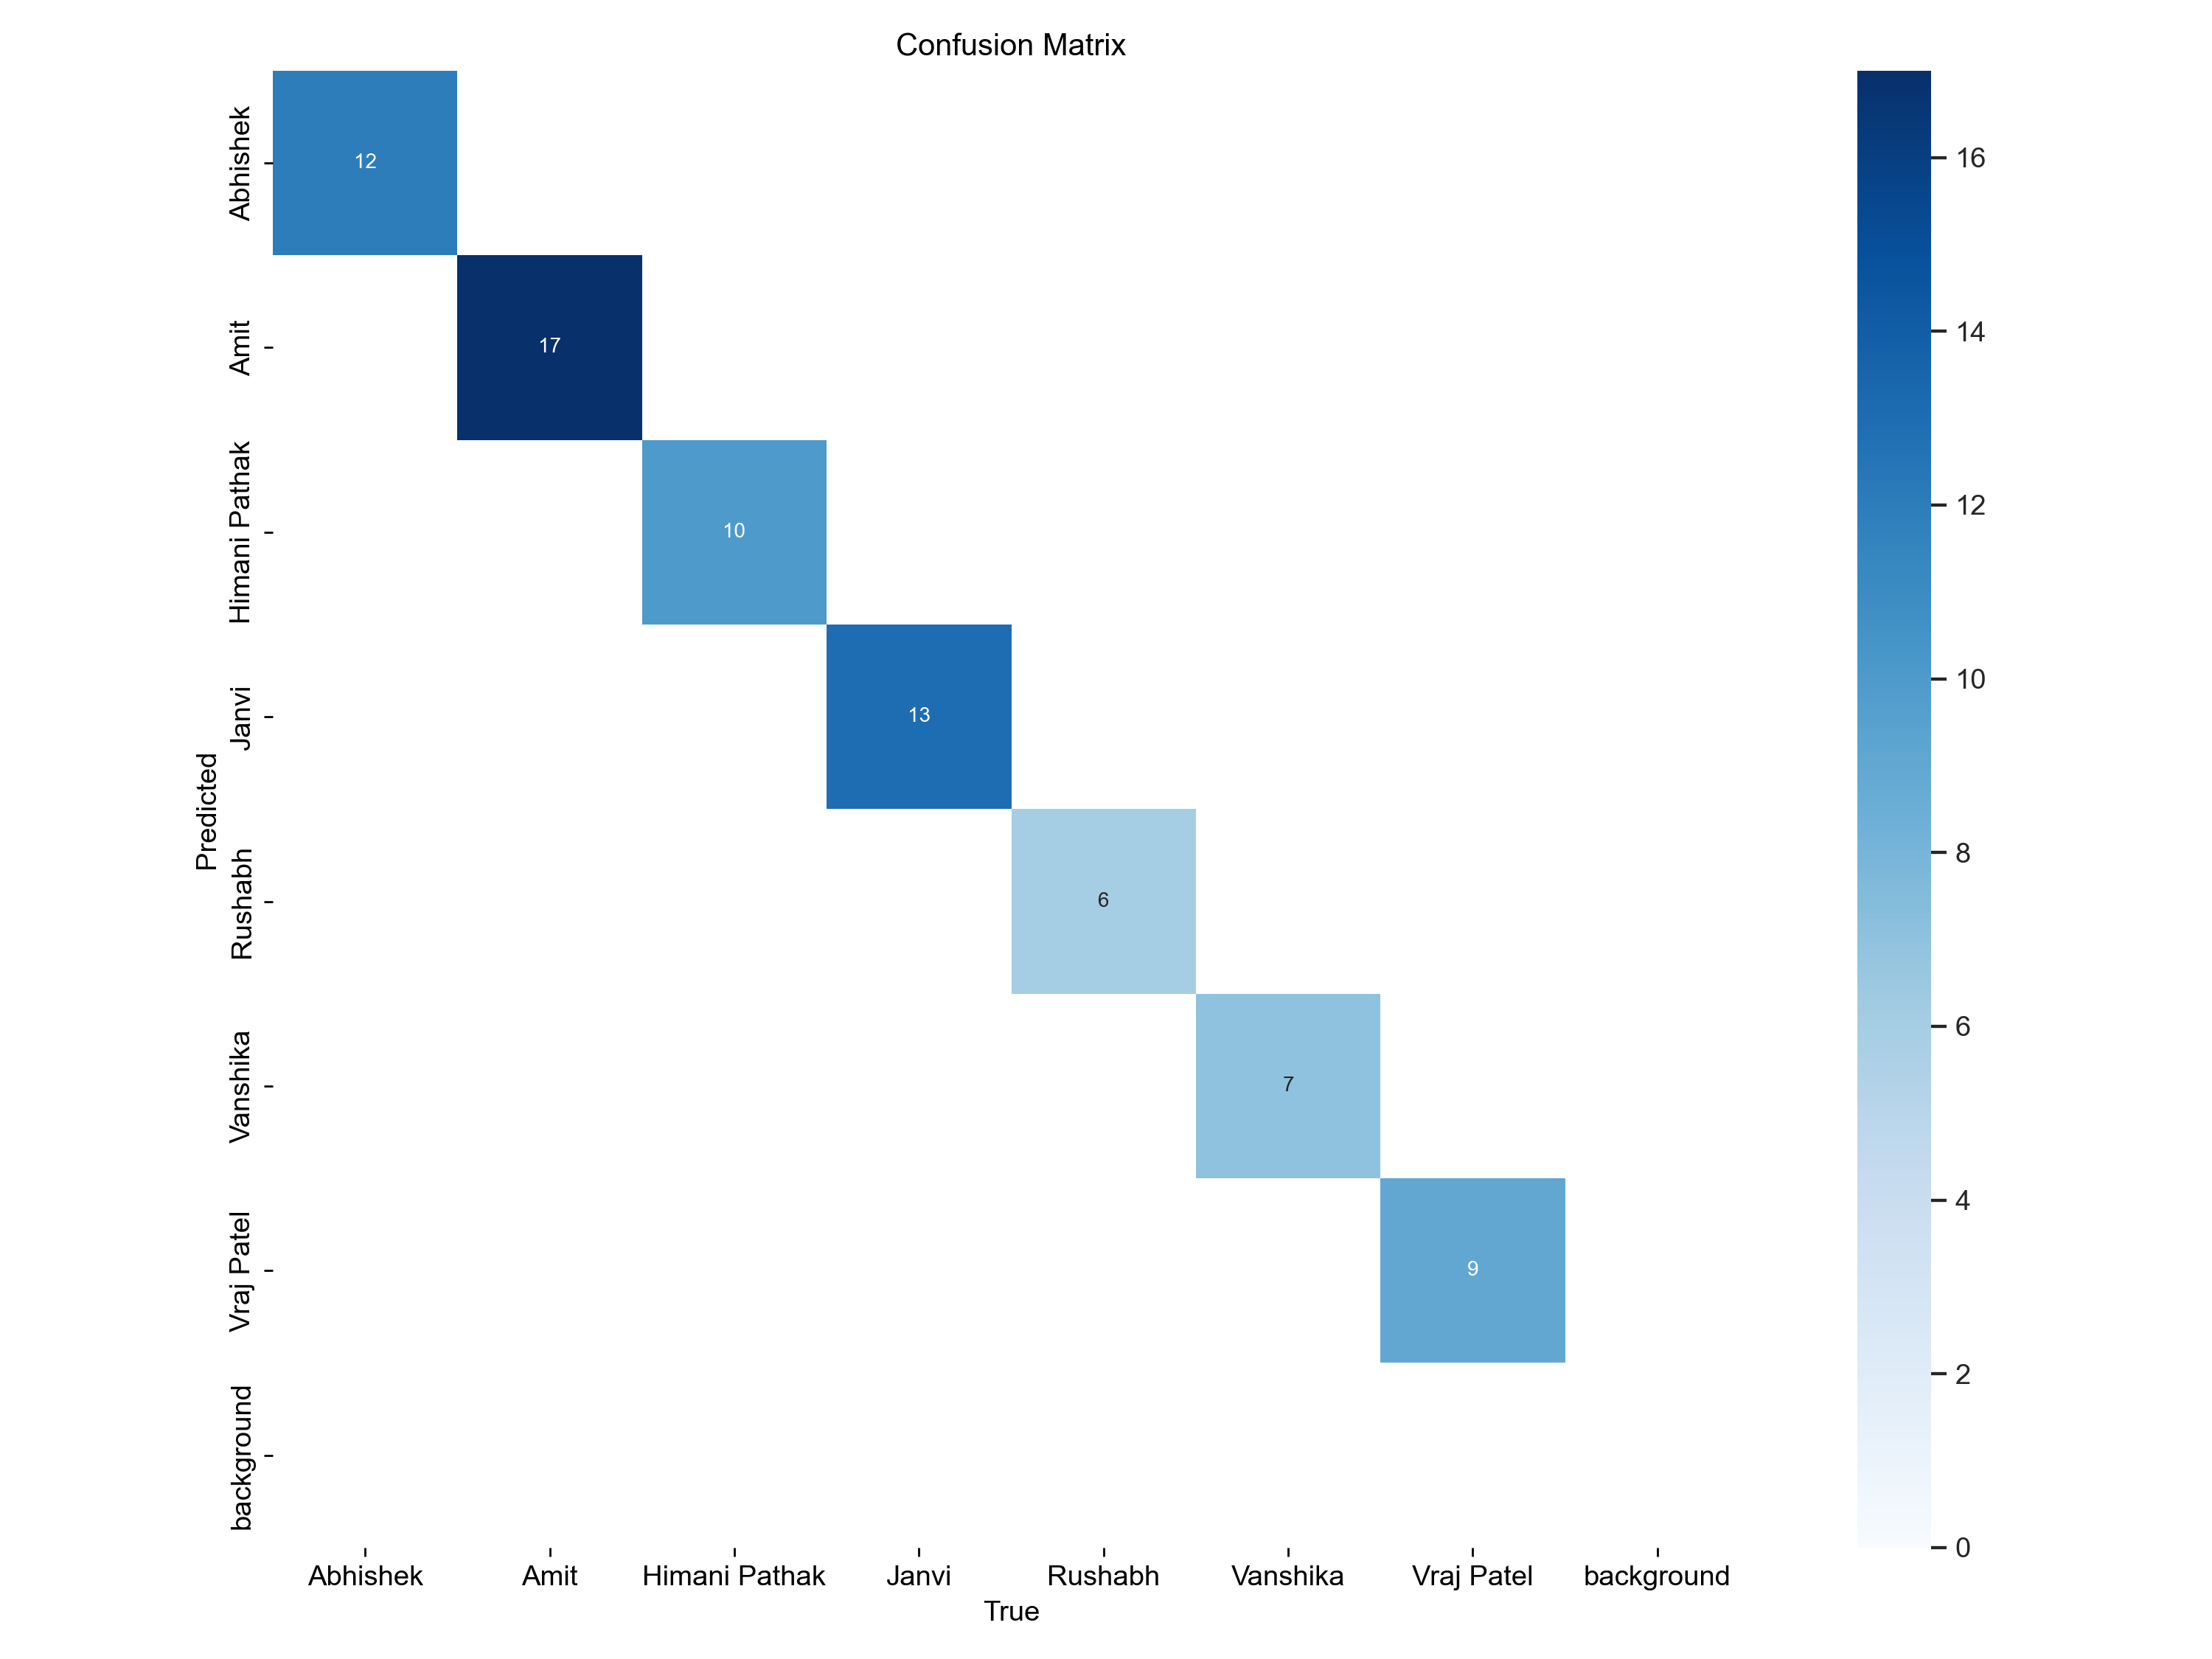 Confusion Matrix
Abhishek
Amit
Himani Pathak
Janvi
Rushabh
Vanshika
Vraj Patel
background
Predicted
12
17
10
13
6
7
9
Abhishek Amit Himani Pathak Janvi Rushabh Vanshika Vraj Patel background
True
16
14
12
10
8
6
4
2
0